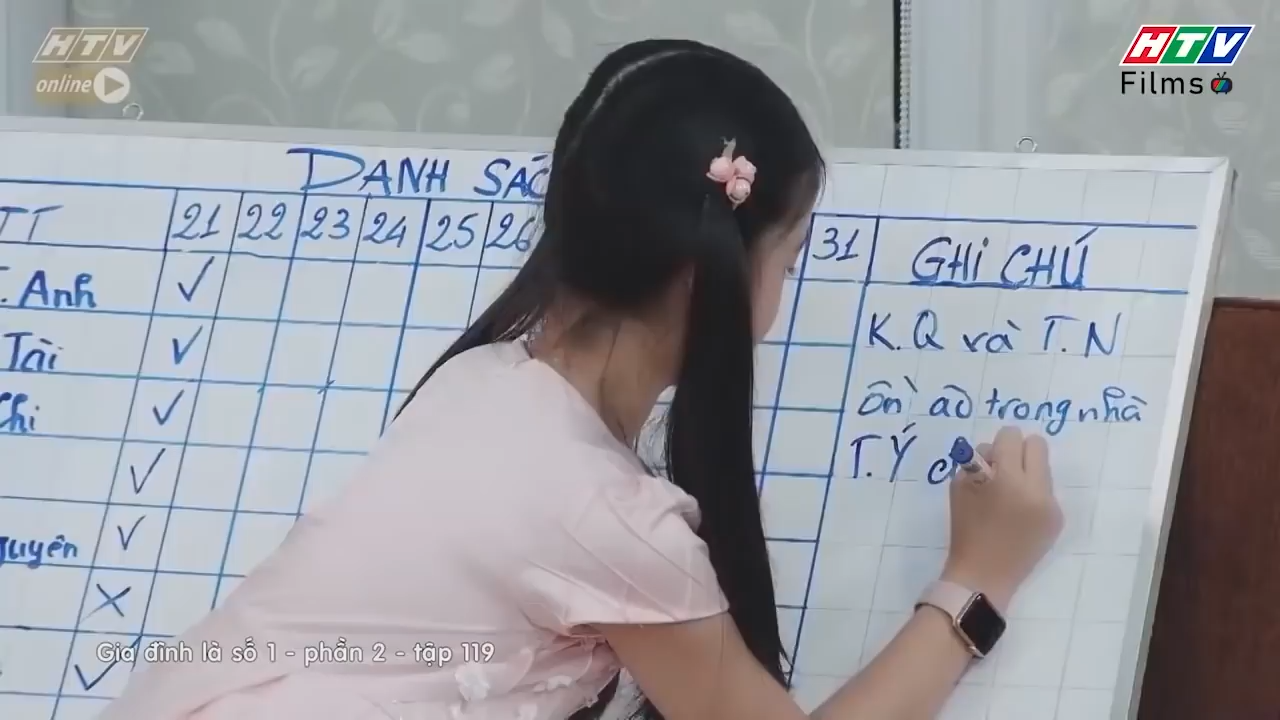 HTV
online
HTV
Films
DANH SÁC
TT 21 22 23 24 25 26 31 GHI CHÚ
. Anh
K.Q và T.N
Tài
ồn ào trong nhà
Chi
T.Ý
guyên
Gia đình là số 1 - phần 2 - tập 119